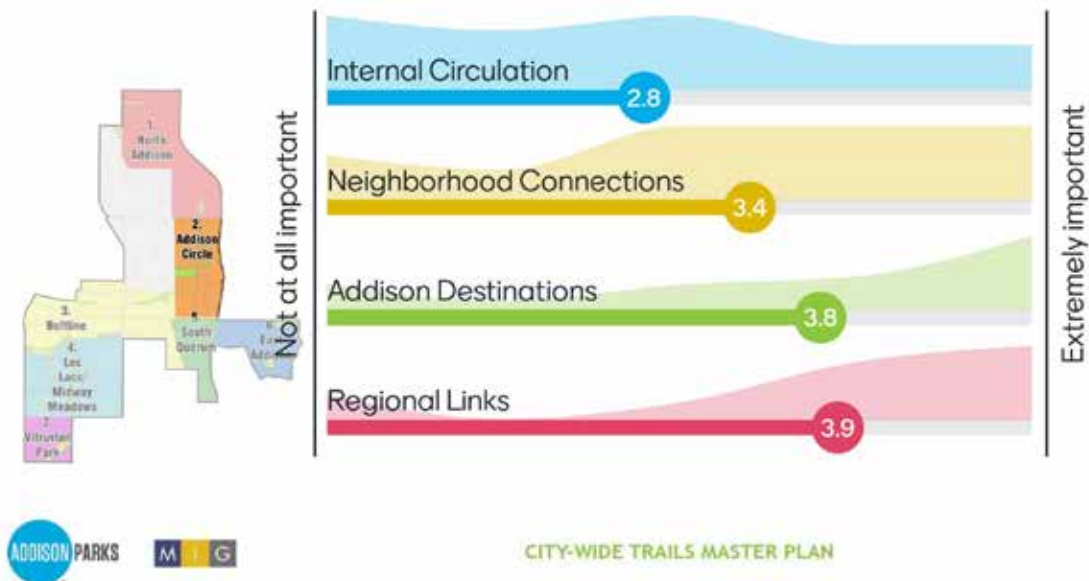 Not at all important
Internal Circulation
2.8
Neighborhood Connections
3.4
Addison Destinations
3.8
Regional Links
3.9
Extremely important
1.
North
Addison
2.
Addison
Circle
3.
Beltline
4.
Les
Lacs/
Midway
Meadows
5.
South
Quorum
6.
7.
Vitruvian
Park
ADDISON PARKS
M I G
CITY-WIDE TRAILS MASTER PLAN